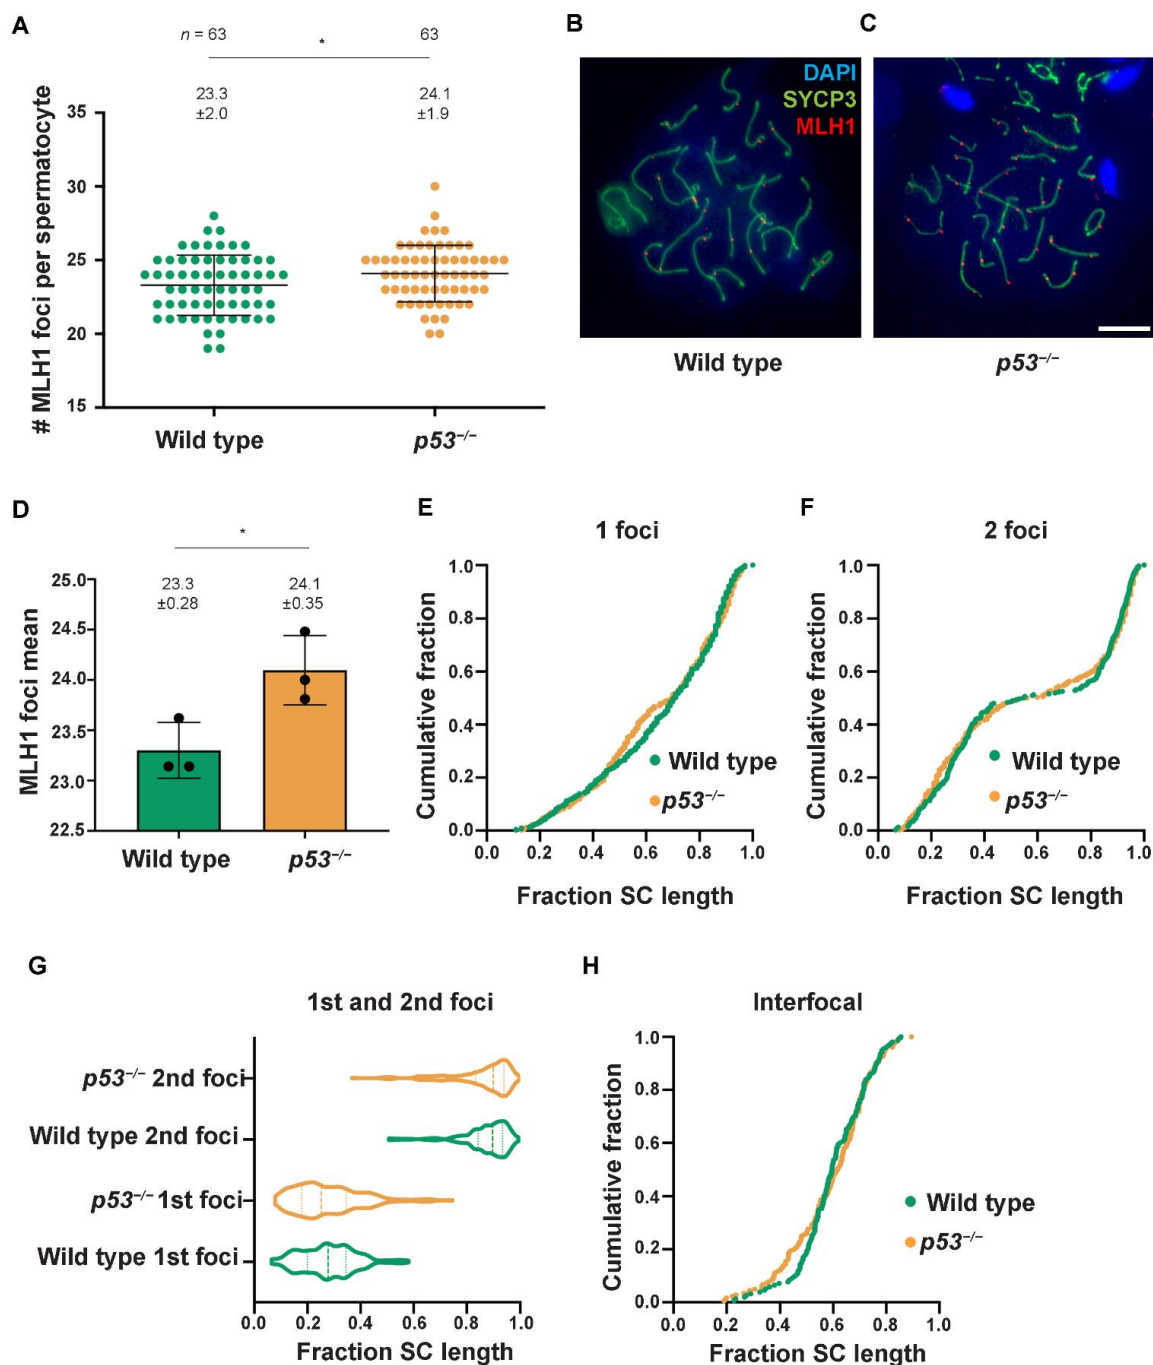 A
n = 63
*
63
23.3
±2.0
24.1
±1.9
# MLH1 foci per spermatocyte
35
30
25
20
15
Wild type
p53⁻/⁻
B
DAPI
SYCP3
MLH1
Wild type
C
p53⁻/⁻
D
*
23.3
±0.28
24.1
±0.35
MLH1 foci mean
25.0
24.5
24.0
23.5
23.0
22.5
Wild type
p53⁻/⁻
E
1 foci
Cumulative fraction
1.0
0.8
0.6
0.4
0.2
0.0
Wild type
p53⁻/⁻
0.0 0.2 0.4 0.6 0.8 1.0
Fraction SC length
F
2 foci
Cumulative fraction
1.0
0.8
0.6
0.4
0.2
0.0
Wild type
p53⁻/⁻
0.0 0.2 0.4 0.6 0.8 1.0
Fraction SC length
G
1st and 2nd foci
p53⁻/⁻ 2nd foci
Wild type 2nd foci
p53⁻/⁻ 1st foci
Wild type 1st foci
0.0 0.2 0.4 0.6 0.8 1.0
Fraction SC length
H
Interfocal
Cumulative fraction
1.0
0.8
0.6
0.4
0.2
0.0
Wild type
p53⁻/⁻
0.0 0.2 0.4 0.6 0.8 1.0
Fraction SC length